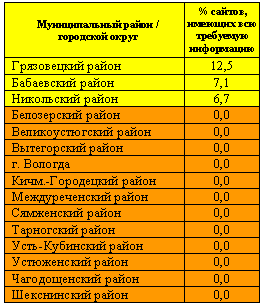 Муниципальный район /
городской округ
% сайтов,
имеющих всю
требуемую
информацию
Грязовецкий район 12,5
Бабаевский район 7,1
Никольский район 6,7
Белозерский район 0,0
Великоустюгский район 0,0
Вытегорский район 0,0
г. Вологда 0,0
Кичм.-Городецкий район 0,0
Междуреченский район 0,0
Сямженский район 0,0
Тарногский район 0,0
Усть-Кубинский район 0,0
Устюженский район 0,0
Чагодощенский район 0,0
Шекснинский район 0,0